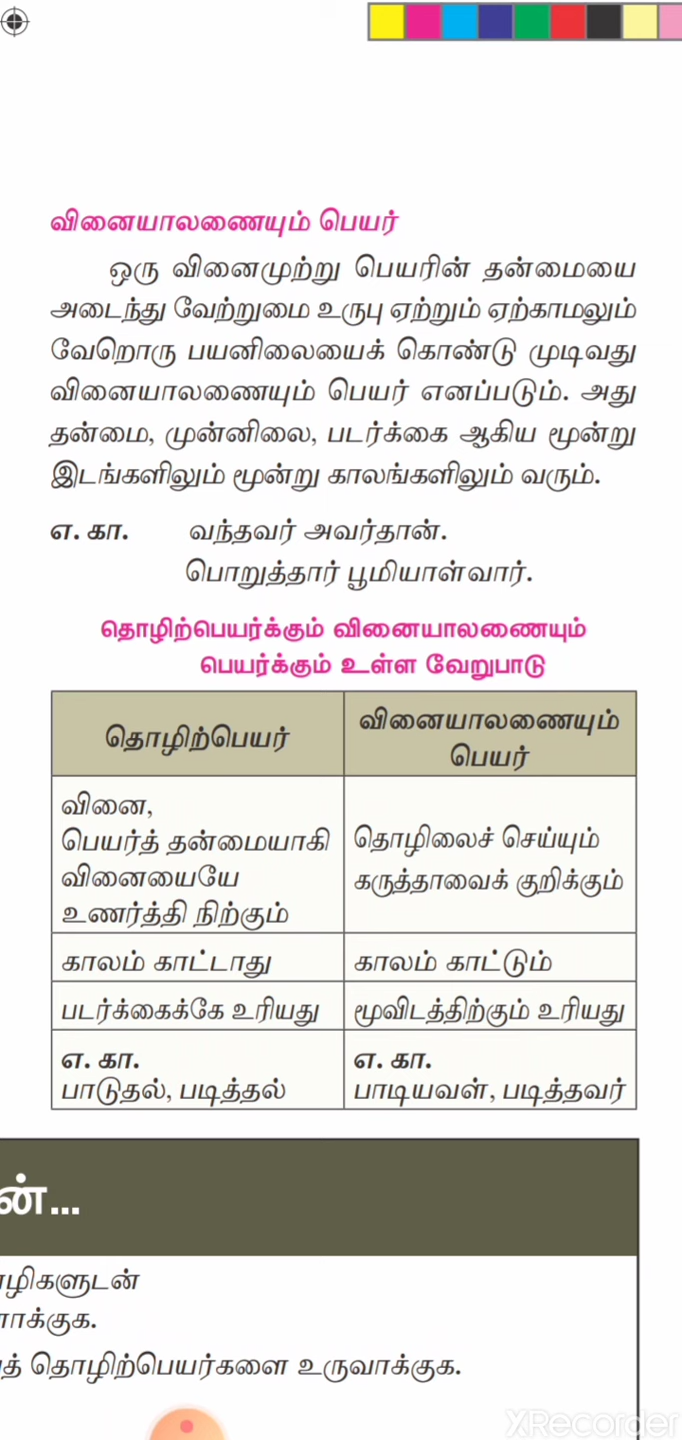 வினையாலணையும் பெயர்
ஒரு வினைமுற்று பெயரின் தன்மையை
அடைந்து வேற்றுமை உருபு ஏற்றும் ஏற்காமலும்
வேறொரு பயனிலையைக் கொண்டு முடிவது
வினையாலணையும் பெயர் எனப்படும். அது
தன்மை, முன்னிலை, படர்க்கை ஆகிய மூன்று
இடங்களிலும் மூன்று காலங்களிலும் வரும்.
எ. கா. வந்தவர் அவர்தான்.
பொறுத்தார் பூமியாள்வார்.
தொழிற்பெயர்க்கும் வினையாலணையும்
பெயர்க்கும் உள்ள வேறுபாடு
தொழிற்பெயர்
வினையாலணையும்
பெயர்
வினை,
பெயர்த் தன்மையாகி
வினையையே
உணர்த்தி நிற்கும்
தொழிலைச் செய்யும்
கருத்தாவைக் குறிக்கும்
காலம் காட்டாது
காலம் காட்டும்
படர்க்கைக்கே உரியது
மூவிடத்திற்கும் உரியது
எ. கா.
பாடுதல், படித்தல்
எ. கா.
பாடியவள், படித்தவர்
ன்...
ழிகளுடன்
ாக்குக.
த் தொழிற்பெயர்களை உருவாக்குக.
XRecorder